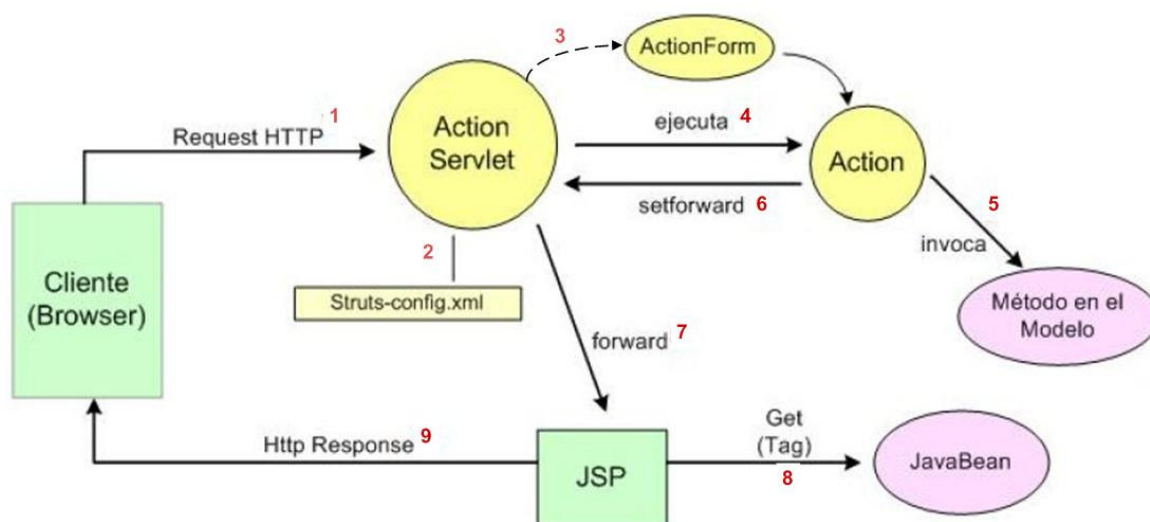 3
ActionForm
1
Request HTTP
Action
Servlet
ejecuta 4
Action
setforward 6
5
invoca
2
Struts-config.xml
Cliente
(Browser)
Método en el
Modelo
forward 7
Http Response 9
Get
(Tag)
8
JSP
JavaBean